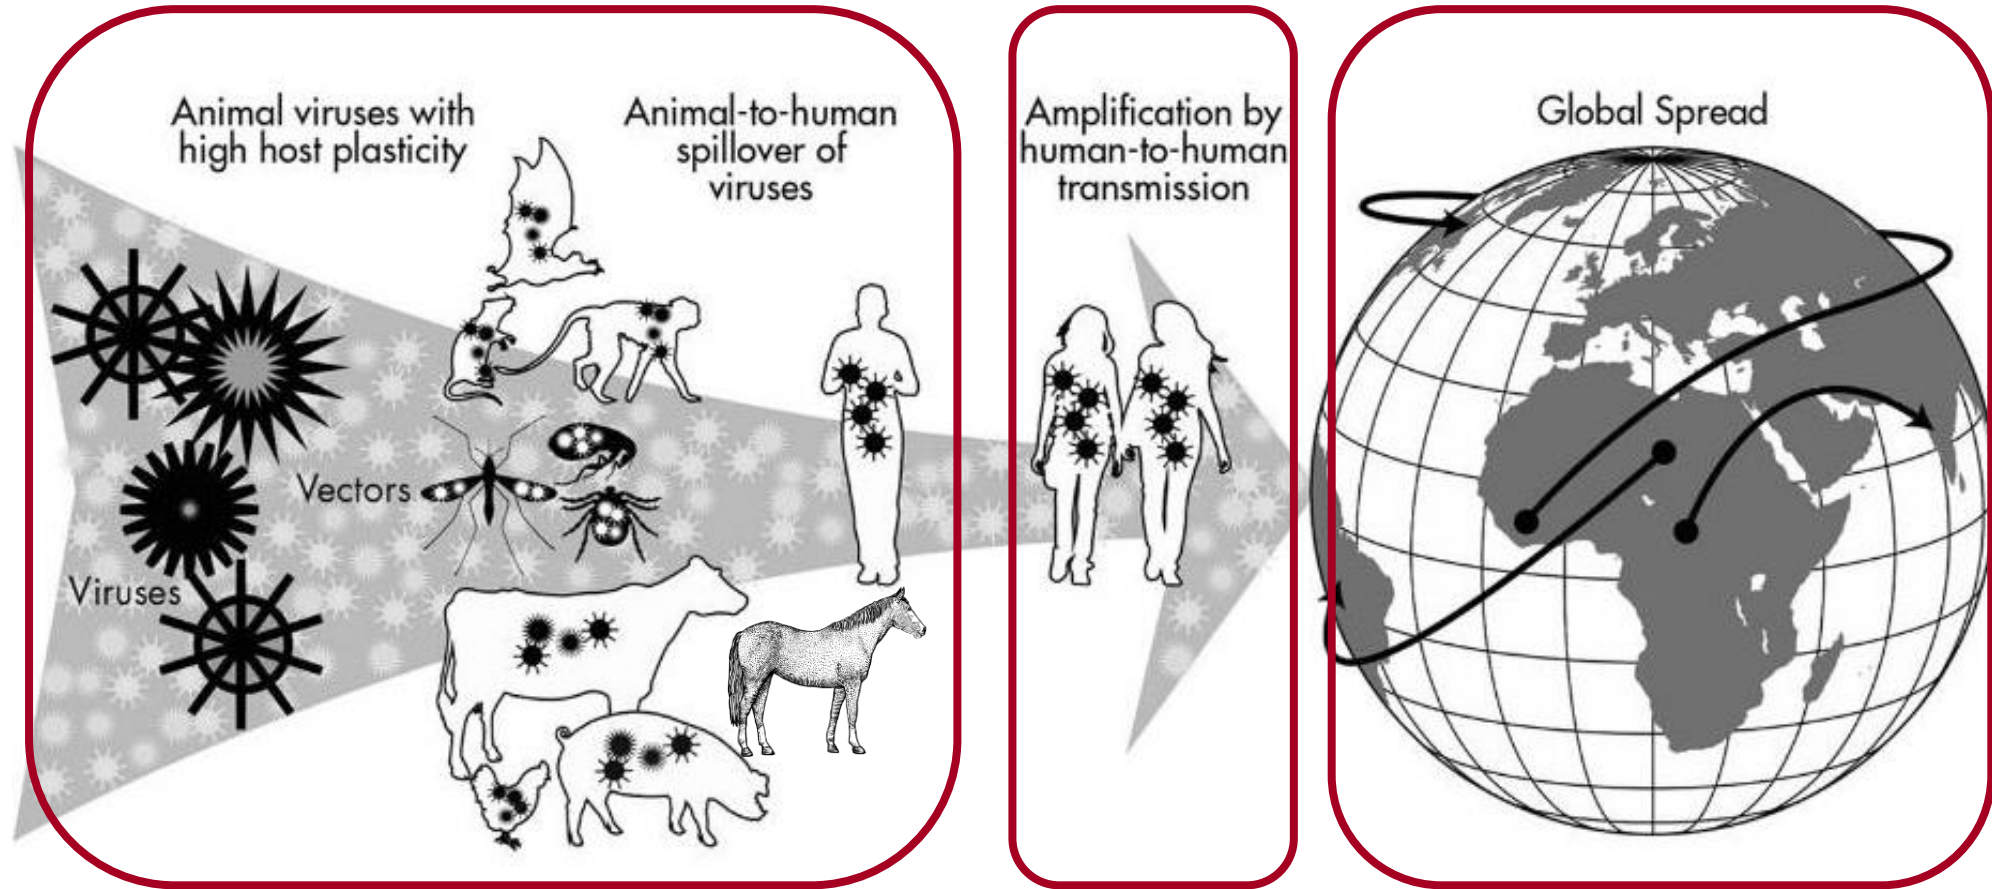 Animal viruses with
high host plasticity
Animal-to-human
spillover of
viruses
Vectors
Viruses
Amplification by
human-to-human
transmission
Global Spread